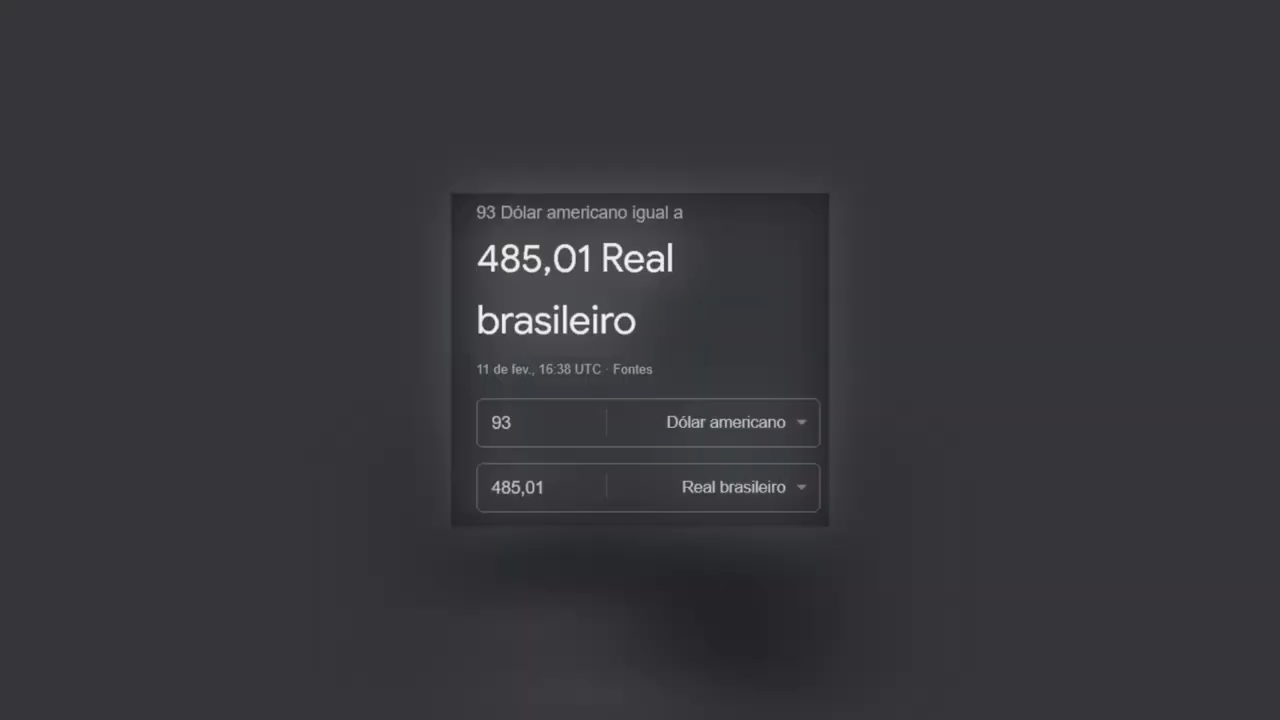 93 Dólar americano igual a
485,01 Real
brasileiro
11 de fev., 16:38 UTC · Fontes
93 Dólar americano
485,01 Real brasileiro